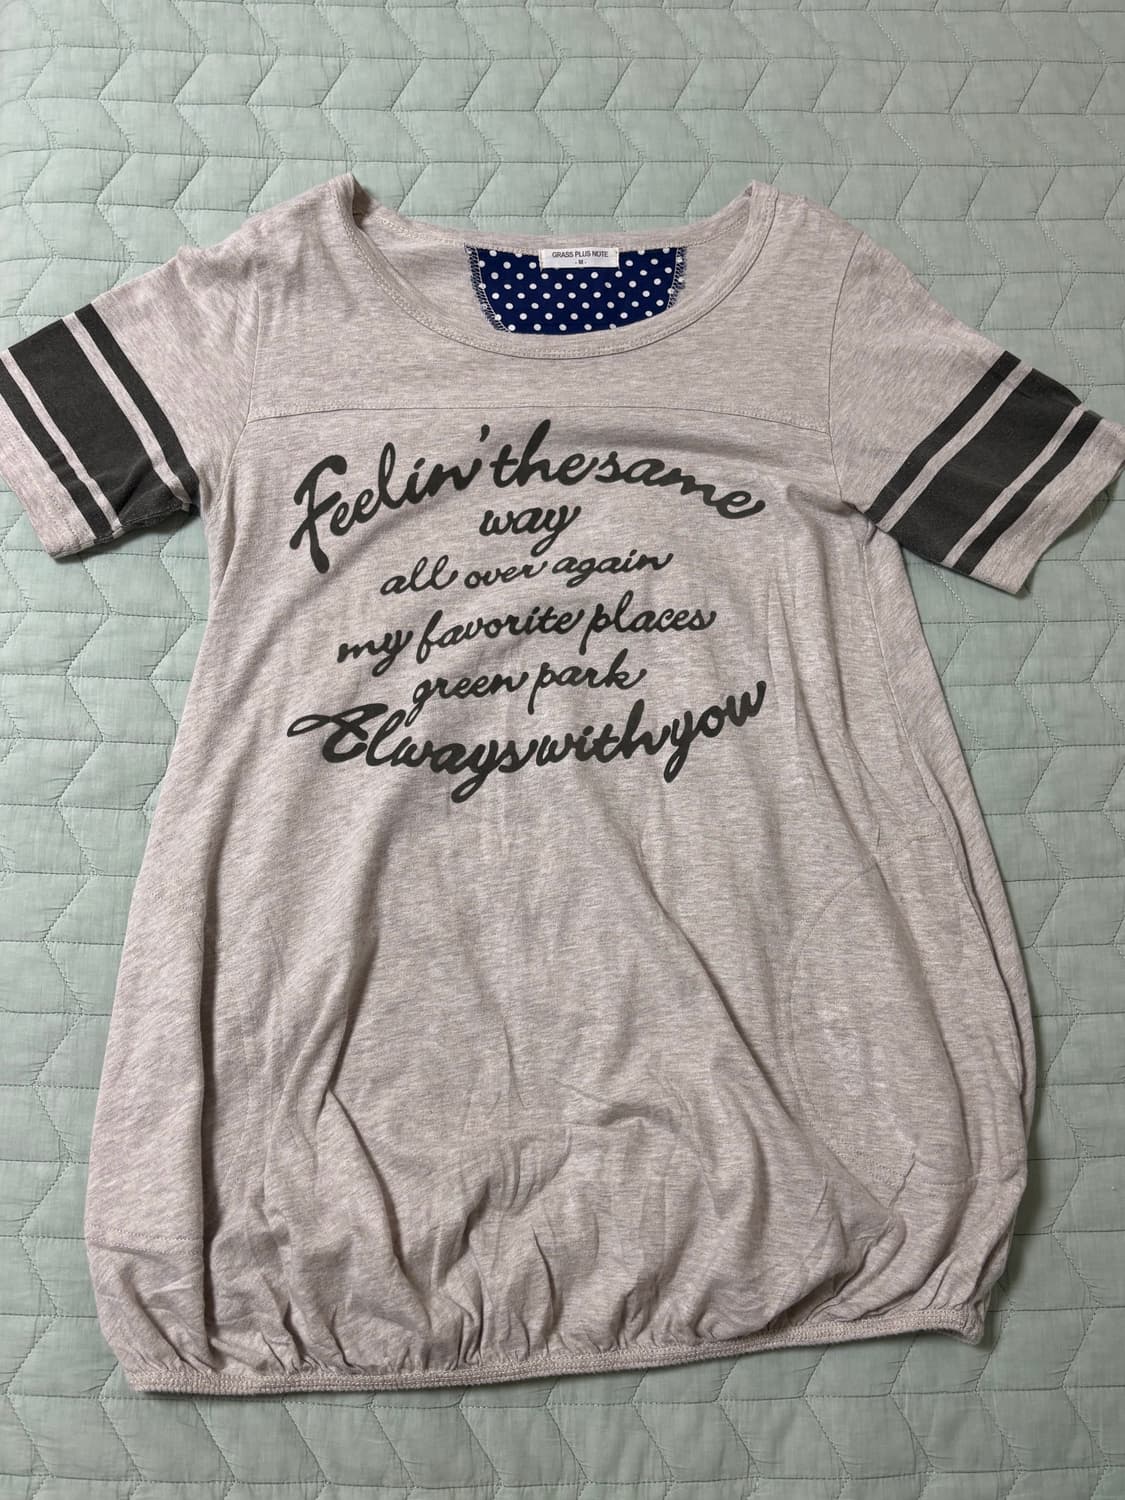 GRASS PLUS NOTE
- M -
Feelin' the same
way
all over again
my favorite places
green park
Always with you